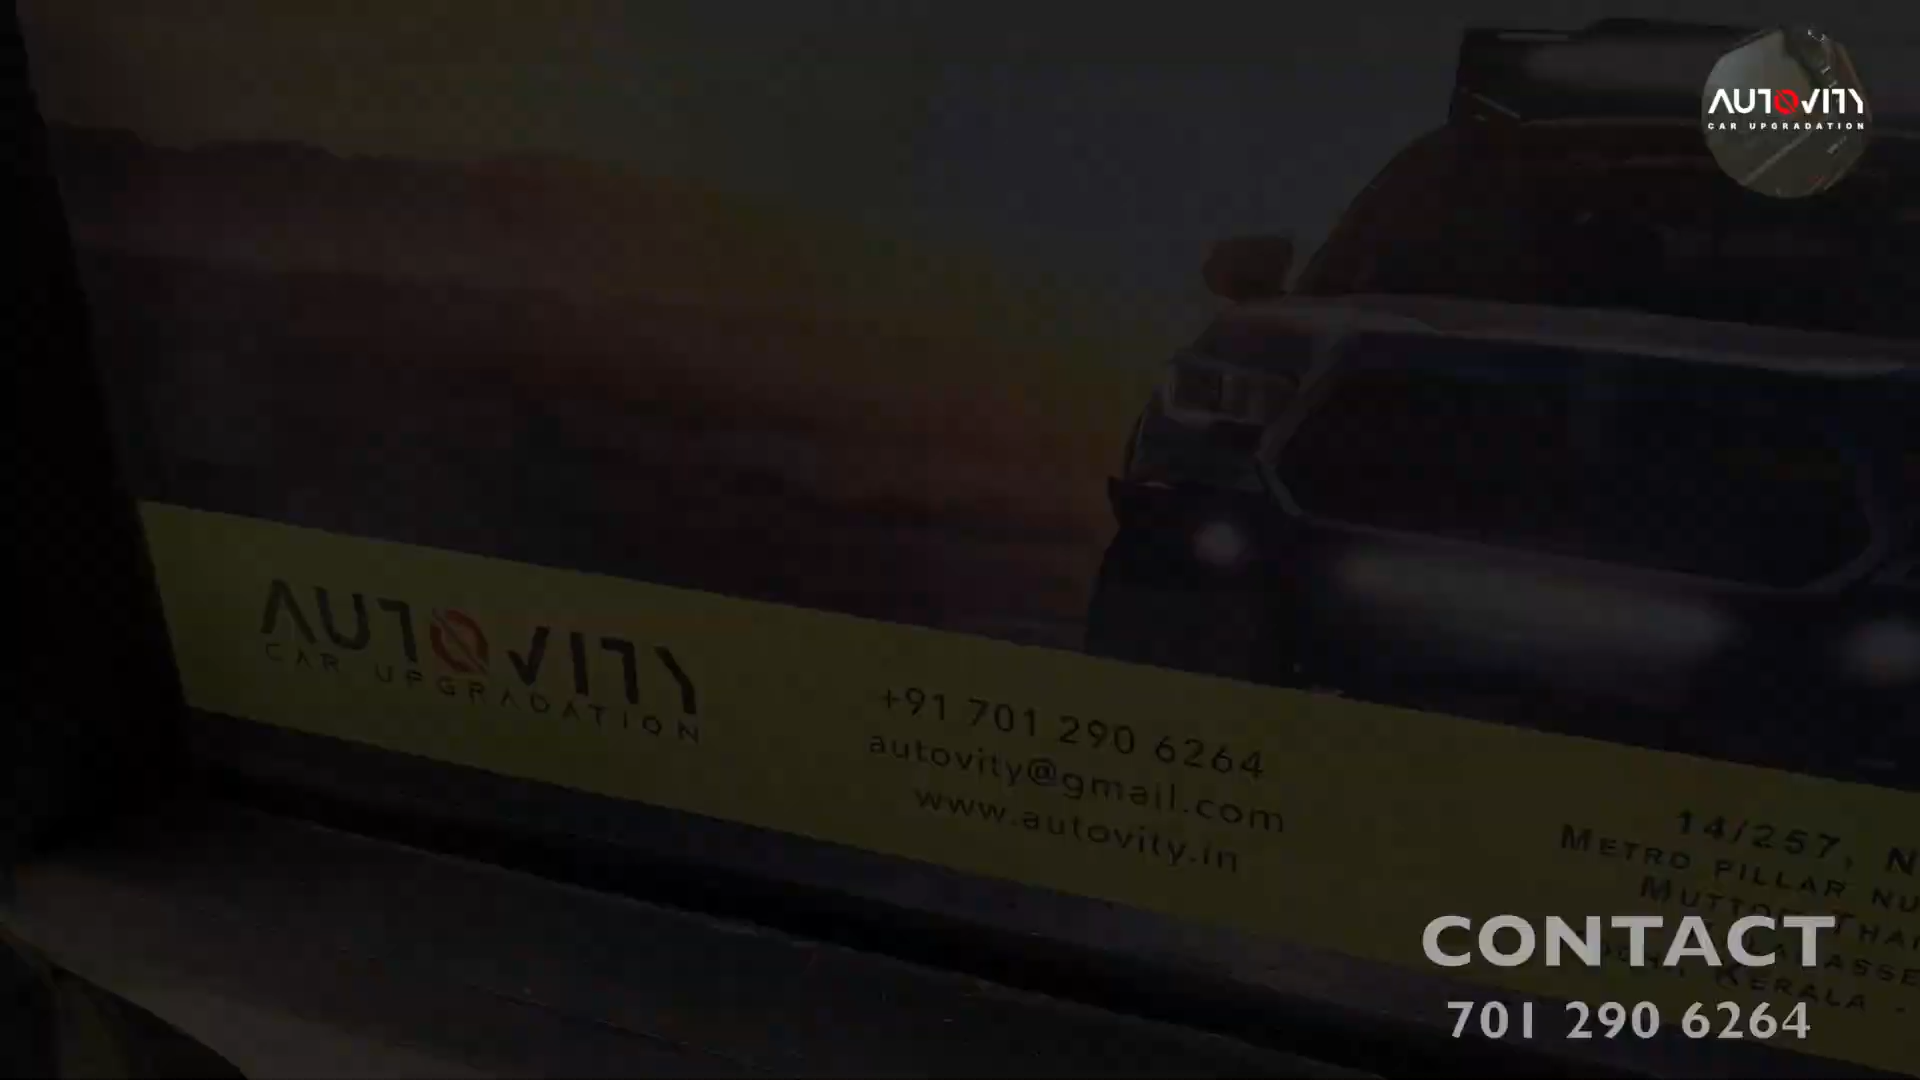 AUTOVITY
CAR UPGRADATION
AUTOVITY
CAR UPGRADATION
+91 701 290 6264
autovity@gmail.com
www.autovity.in
14/257, N
METRO PILLAR NU
CONTACT
KERALA
701 290 6264